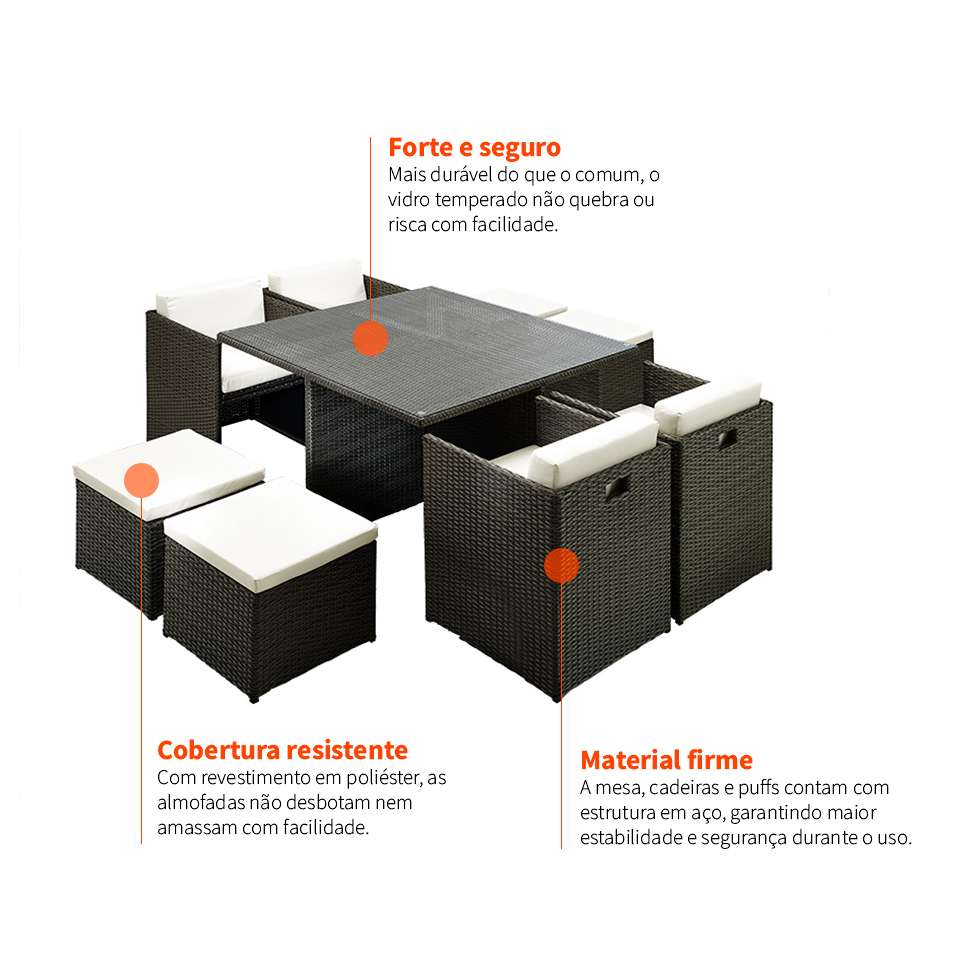 Forte e seguro
Mais durável do que o comum, o
vidro temperado não quebra ou
risca com facilidade.
Cobertura resistente
Com revestimento em poliéster, as
almofadas não desbotam nem
amassam com facilidade.
Material firme
A mesa, cadeiras e puffs contam com
estrutura em aço, garantindo maior
estabilidade e segurança durante o uso.